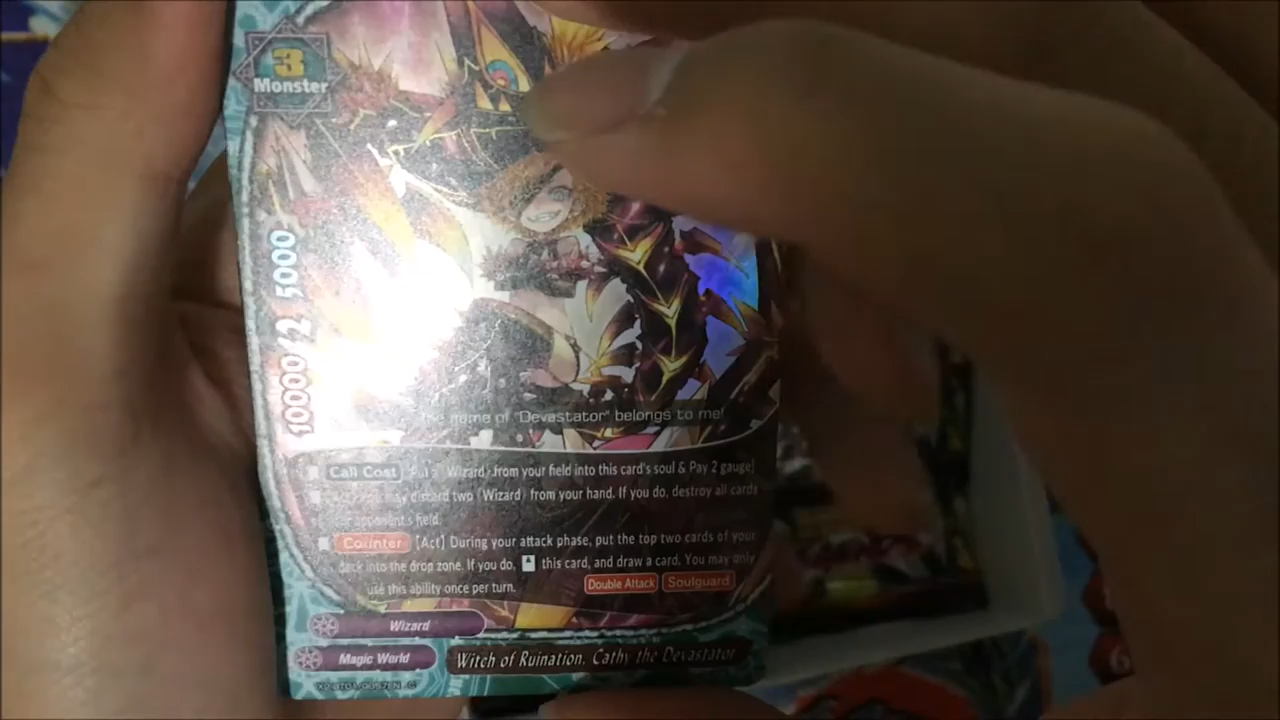 3
Monster
10000/2 5000
name of "Devastator" belongs to me!
Call Cost Wizard from your field into this card's soul & Pay 2 gauge]
may discard two Wizard from your hand. If you do, destroy all cards
opponent's field.
Counter [Act] During your attack phase, put the top two cards of your
deck into the drop zone. If you do, this card, and draw a card. You may only
use this ability once per turn.
Double Attack Soulguard
Wizard
Magic World
Witch of Ruination, Cathy the Devastator
6